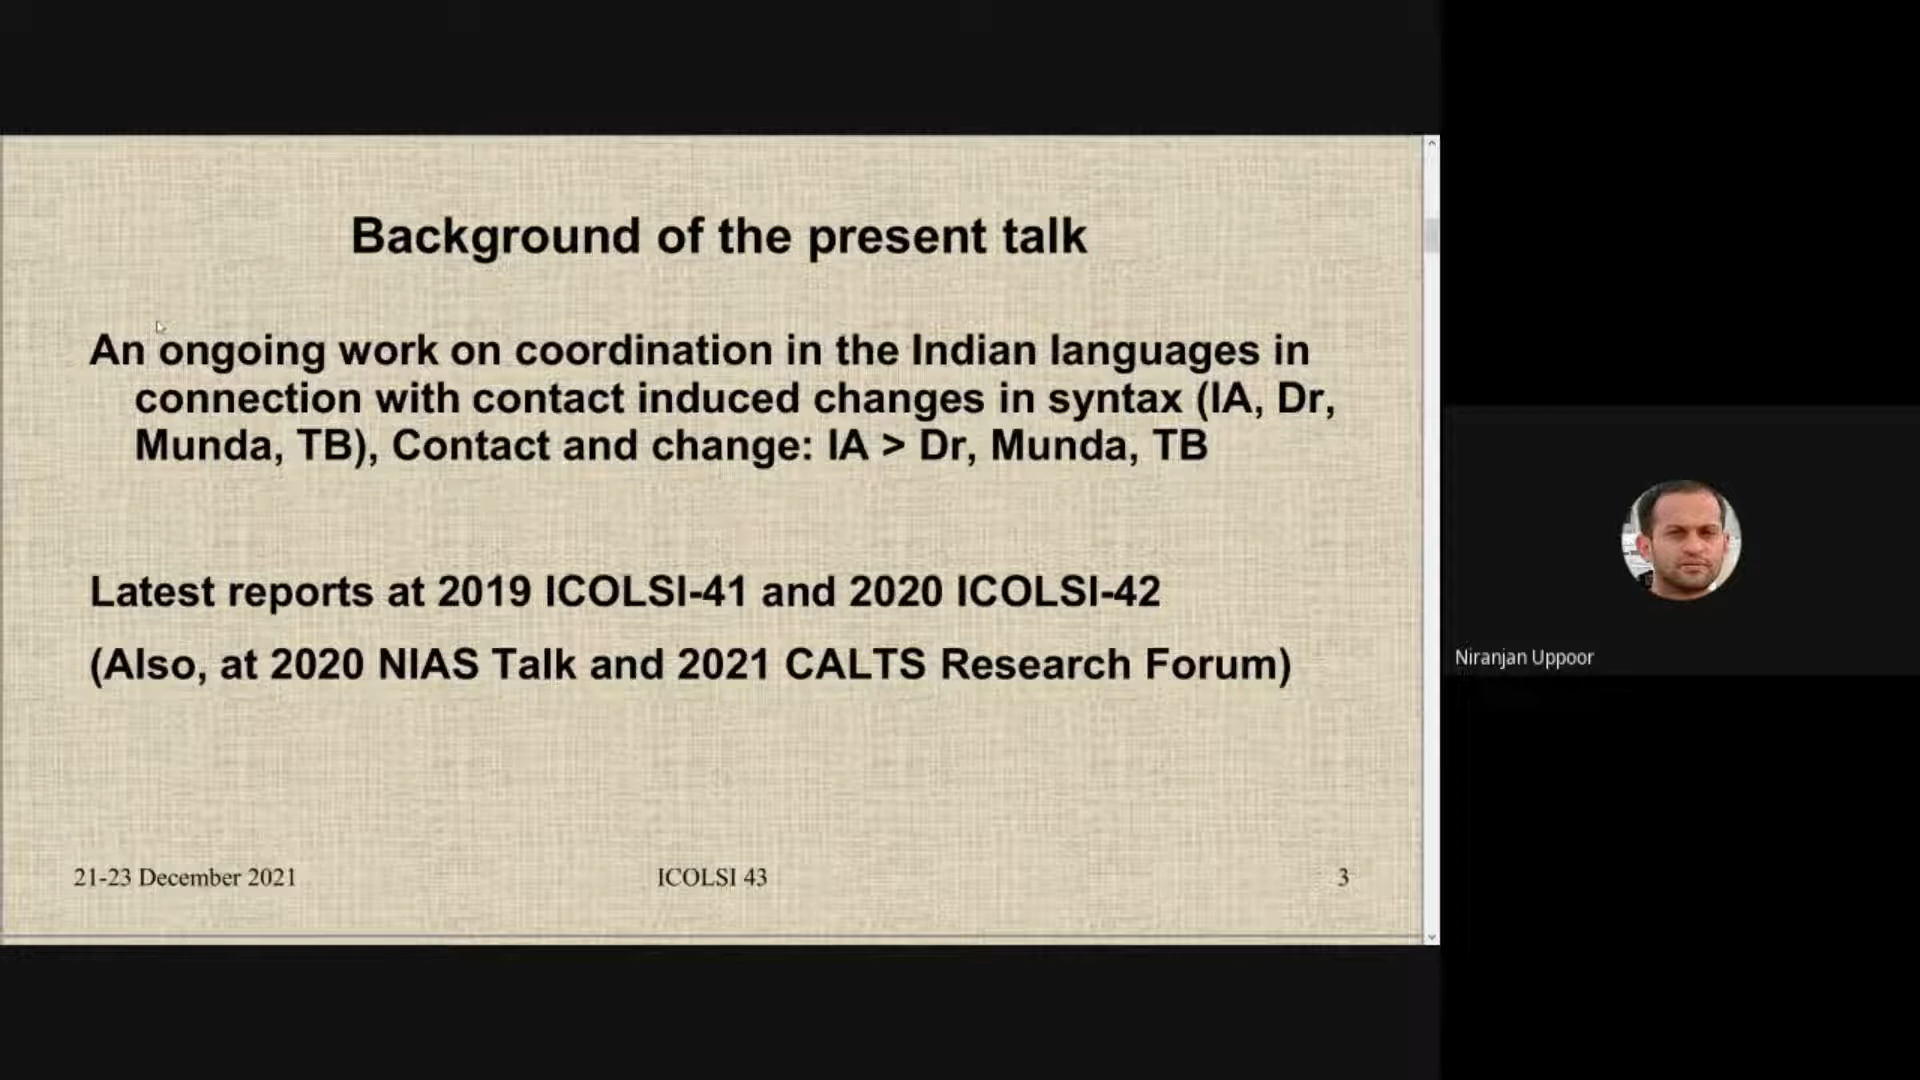 Background of the present talk
An ongoing work on coordination in the Indian languages in
connection with contact induced changes in syntax (IA, Dr,
Munda, TB), Contact and change: IA > Dr, Munda, TB
Latest reports at 2019 ICOLSI-41 and 2020 ICOLSI-42
(Also, at 2020 NIAS Talk and 2021 CALTS Research Forum)
21-23 December 2021
ICOLSI 43
3
Niranjan Uppoor